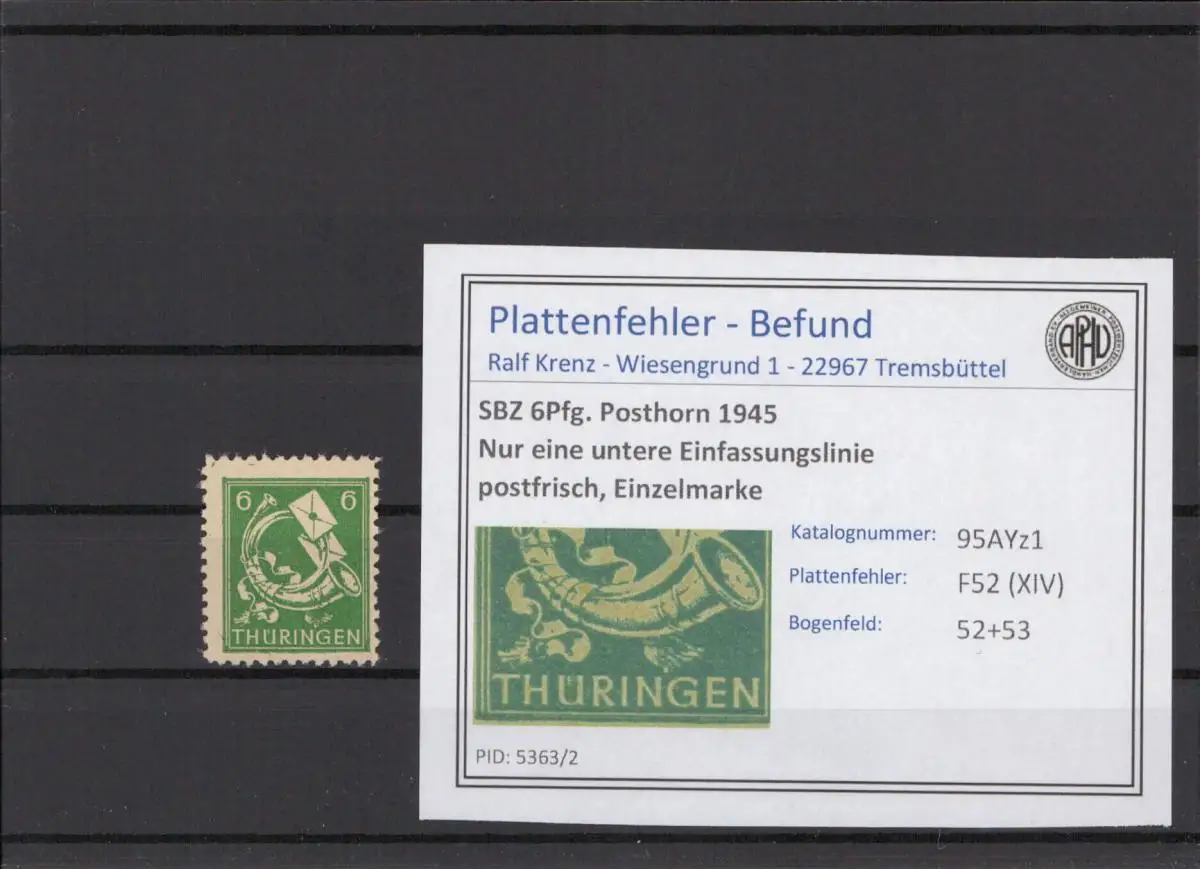 6 6
THÜRINGEN
Plattenfehler - Befund
Ralf Krenz - Wiesengrund 1 - 22967 Tremsbüttel
APHV
SBZ 6Pfg. Posthorn 1945
Nur eine untere Einfassungslinie
postfrisch, Einzelmarke
THÜRINGEN
Katalognummer: 95AYz1
Plattenfehler: F52 (XIV)
Bogenfeld: 52+53
PID: 5363/2